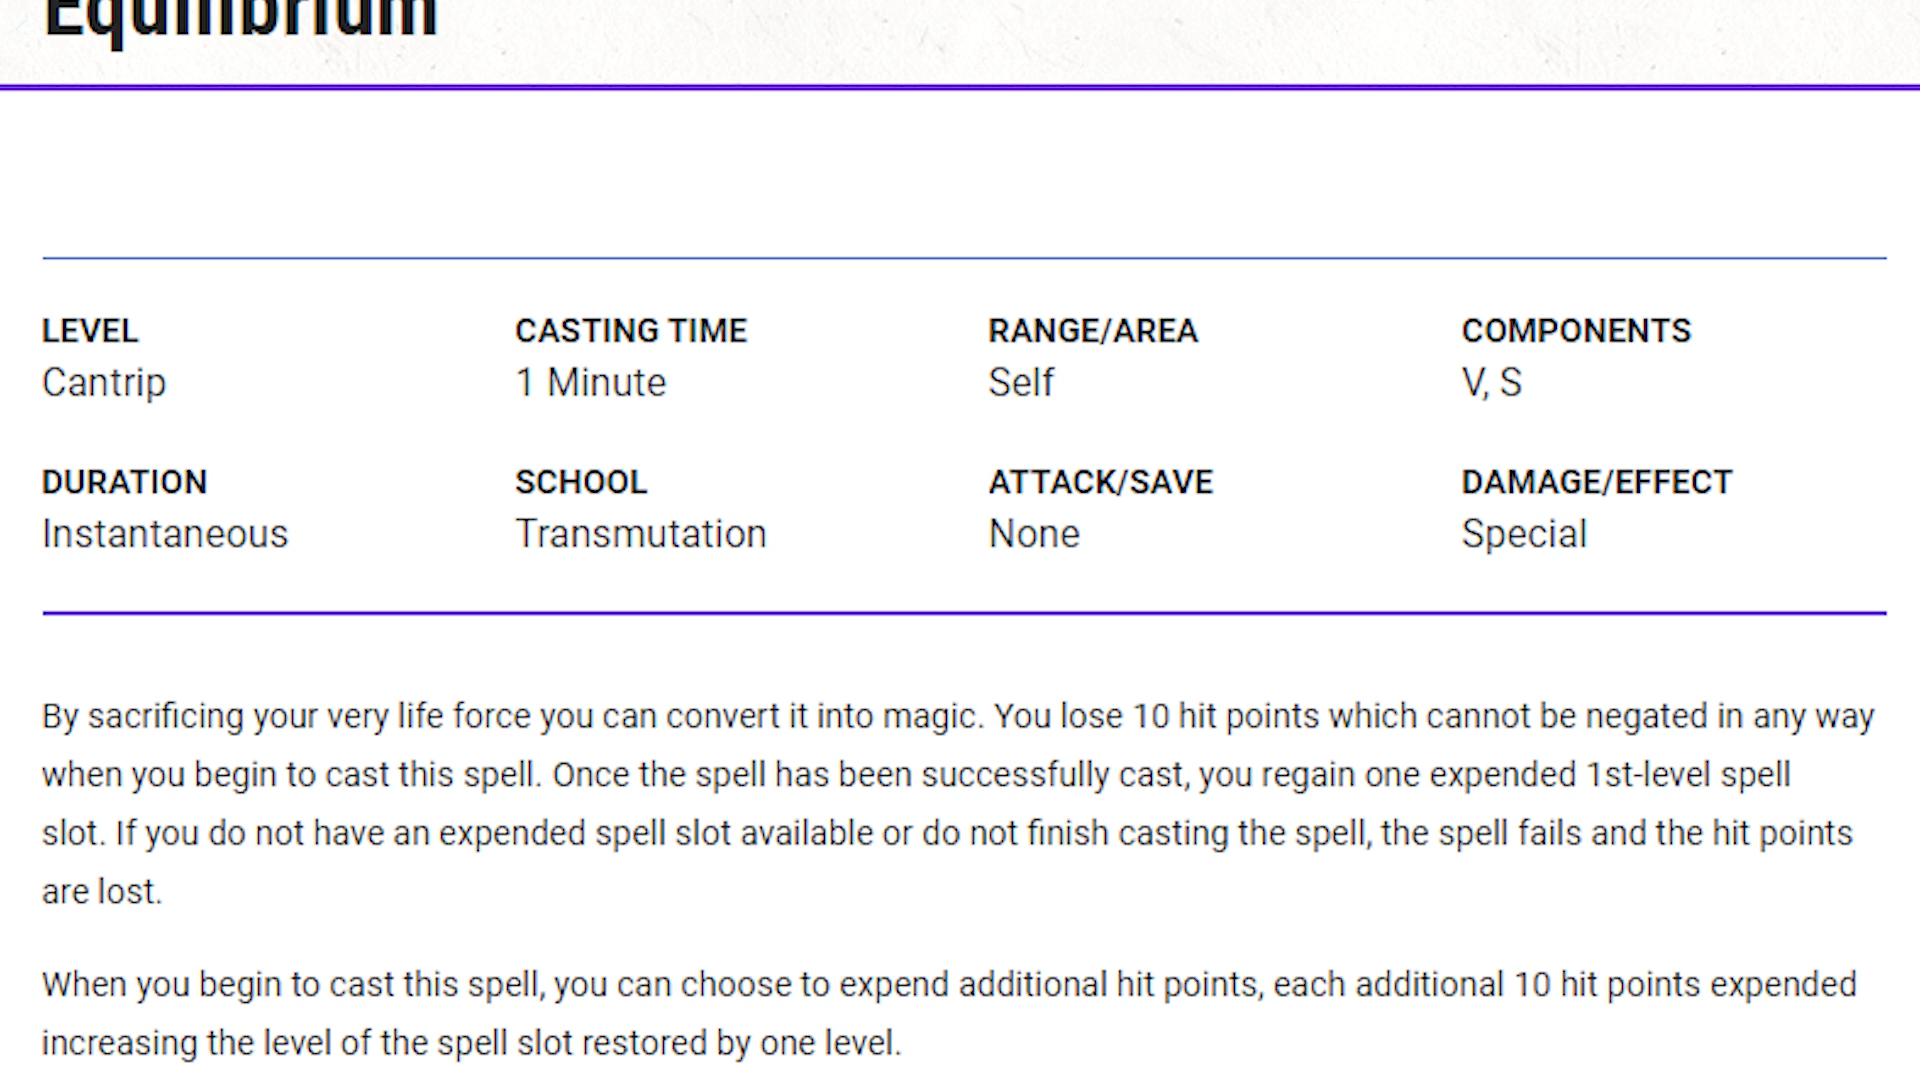 Equilibrium
LEVEL CASTING TIME RANGE/AREA COMPONENTS
Cantrip 1 Minute Self V, S
DURATION SCHOOL ATTACK/SAVE DAMAGE/EFFECT
Instantaneous Transmutation None Special
By sacrificing your very life force you can convert it into magic. You lose 10 hit points which cannot be negated in any way
when you begin to cast this spell. Once the spell has been successfully cast, you regain one expended 1st-level spell
slot. If you do not have an expended spell slot available or do not finish casting the spell, the spell fails and the hit points
are lost.
When you begin to cast this spell, you can choose to expend additional hit points, each additional 10 hit points expended
increasing the level of the spell slot restored by one level.